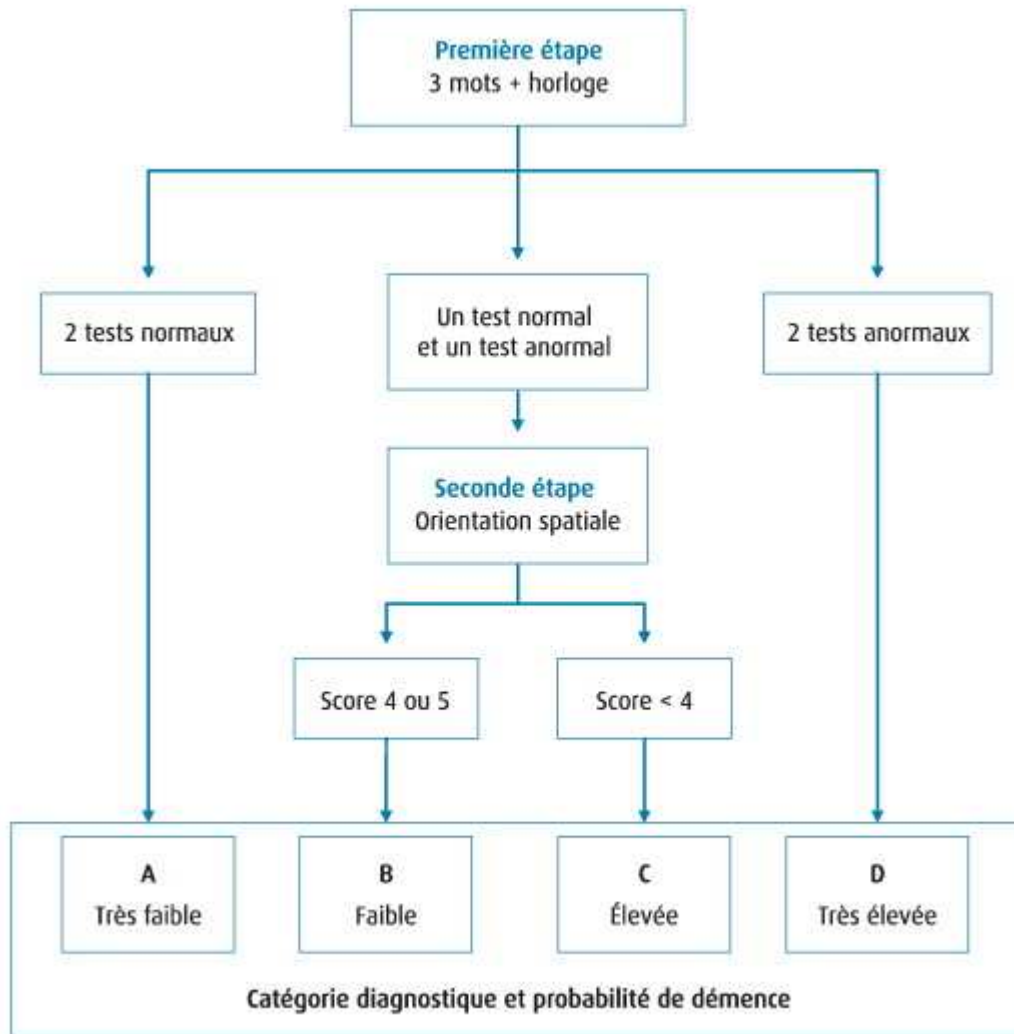 Première étape
3 mots + horloge
2 tests normaux
Un test normal
et un test anormal
2 tests anormaux
Seconde étape
Orientation spatiale
Score 4 ou 5
Score < 4
A
Très faible
B
Faible
C
Élevée
D
Très élevée
Catégorie diagnostique et probabilité de démence